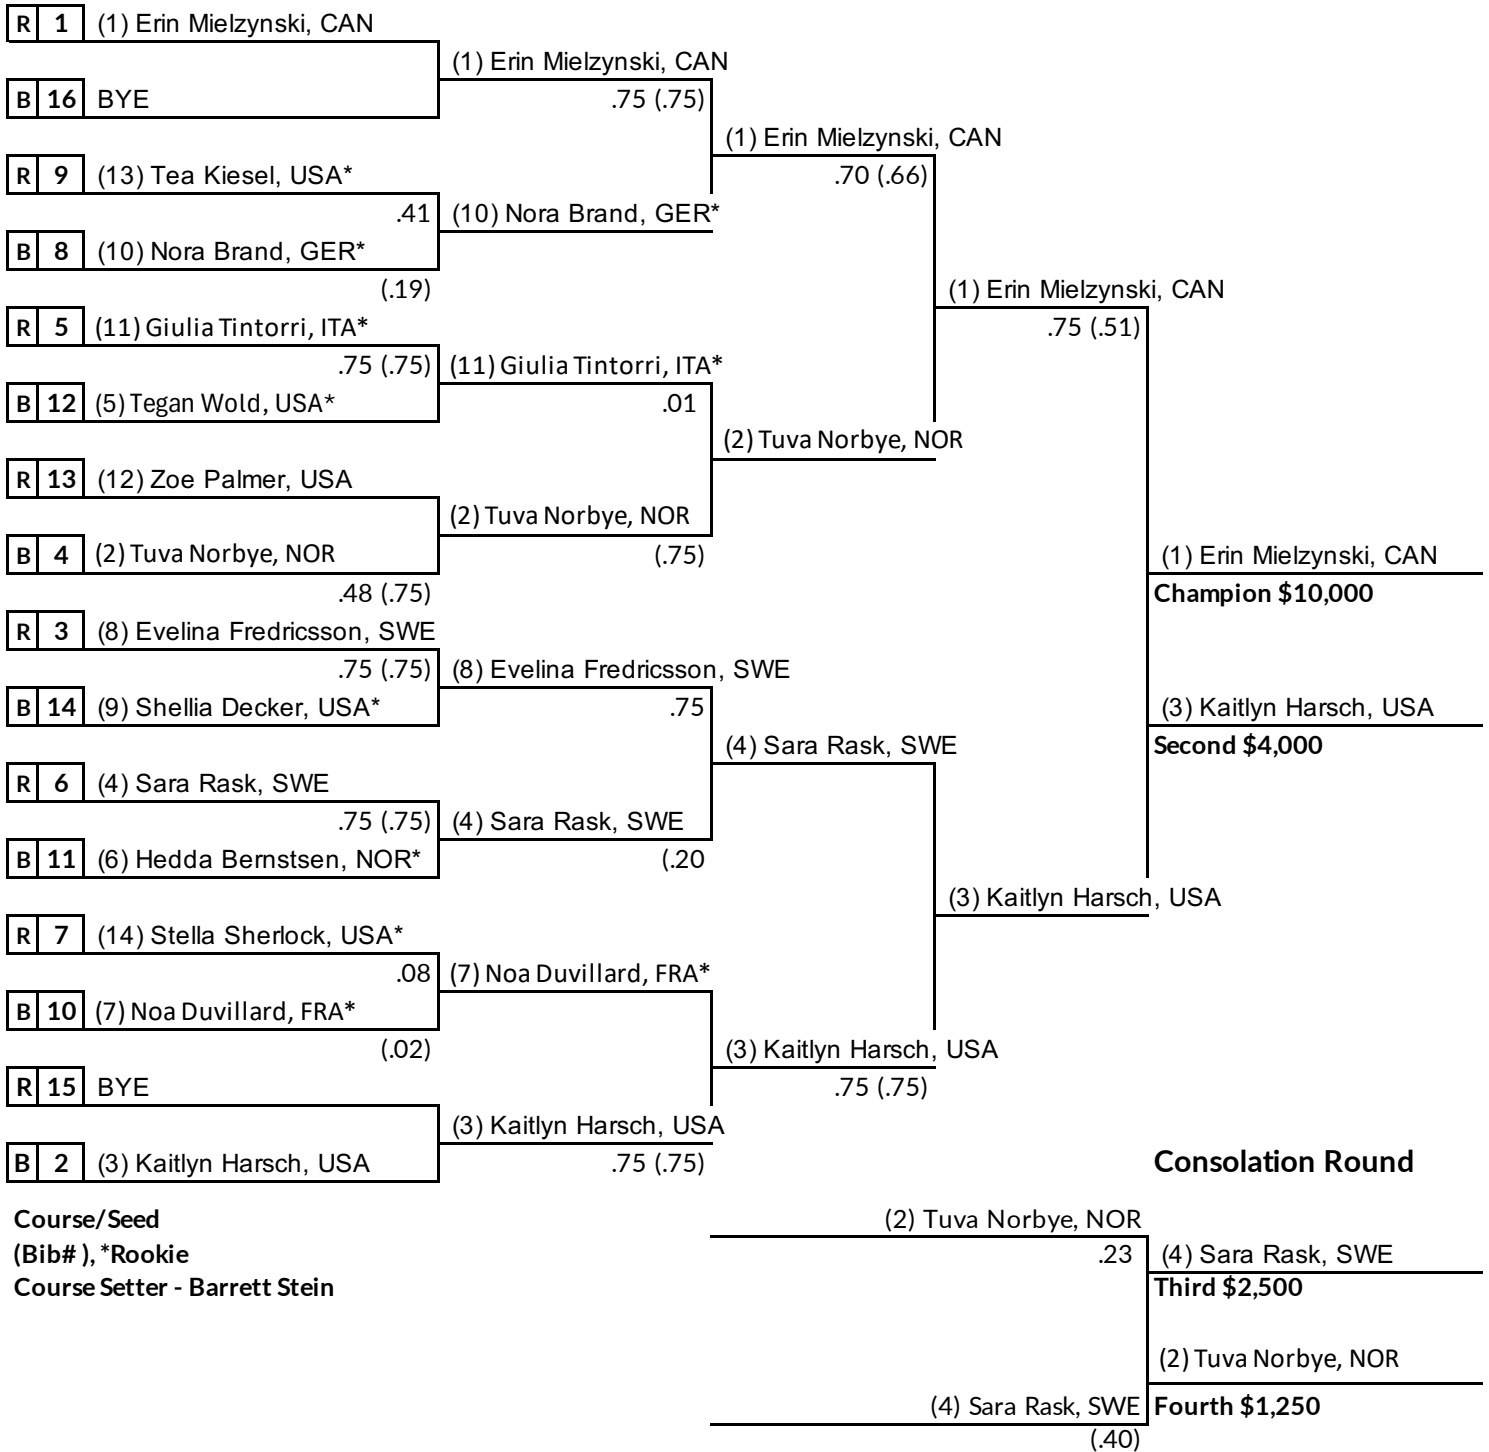 R 1 (1) Erin Mielzynski, CAN
(1) Erin Mielzynski, CAN
B 16 BYE
.75 (.75)
(1) Erin Mielzynski, CAN
R 9 (13) Tea Kiesel, USA*
.70 (.66)
.41
(10) Nora Brand, GER*
B 8 (10) Nora Brand, GER*
(.19)
(1) Erin Mielzynski, CAN
R 5 (11) Giulia Tintorri, ITA*
.75 (.51)
.75 (.75)
(11) Giulia Tintorri, ITA*
B 12 (5) Tegan Wold, USA*
.01
(2) Tuva Norbye, NOR
R 13 (12) Zoe Palmer, USA
(2) Tuva Norbye, NOR
B 4 (2) Tuva Norbye, NOR
(.75)
(1) Erin Mielzynski, CAN
.48 (.75)
Champion $10,000
R 3 (8) Evelina Fredricsson, SWE
.75 (.75)
(8) Evelina Fredricsson, SWE
B 14 (9) Shellia Decker, USA*
.75
(3) Kaitlyn Harsch, USA
(4) Sara Rask, SWE
Second $4,000
R 6 (4) Sara Rask, SWE
.75 (.75)
(4) Sara Rask, SWE
B 11 (6) Hedda Bernstsen, NOR*
(.20
(3) Kaitlyn Harsch, USA
R 7 (14) Stella Sherlock, USA*
.08
(7) Noa Duvillard, FRA*
B 10 (7) Noa Duvillard, FRA*
(.02)
(3) Kaitlyn Harsch, USA
R 15 BYE
.75 (.75)
(3) Kaitlyn Harsch, USA
B 2 (3) Kaitlyn Harsch, USA
.75 (.75)
Consolation Round
Course/Seed
(2) Tuva Norbye, NOR
(Bib# ), *Rookie
.23
(4) Sara Rask, SWE
Course Setter - Barrett Stein
Third $2,500
(2) Tuva Norbye, NOR
(4) Sara Rask, SWE
Fourth $1,250
(.40)